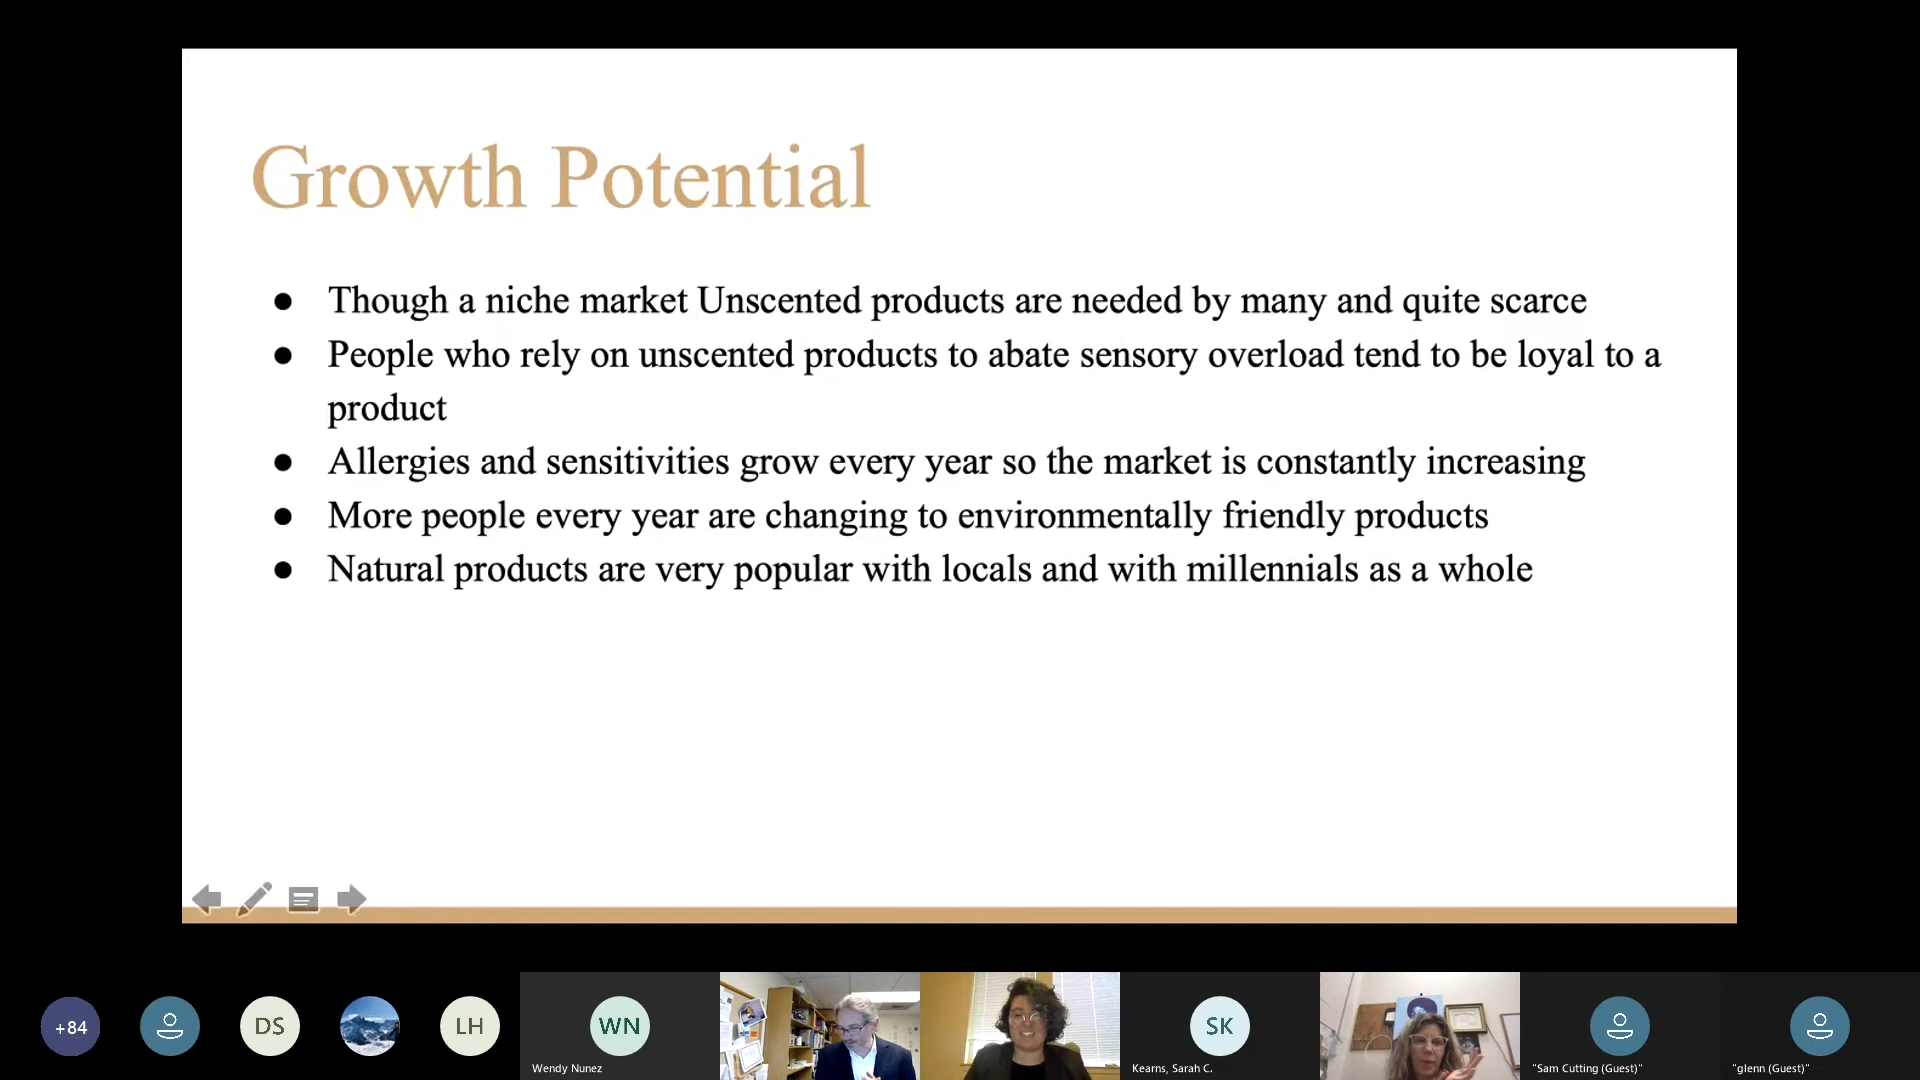 Growth Potential
● Though a niche market Unscented products are needed by many and quite scarce
● People who rely on unscented products to abate sensory overload tend to be loyal to a
product
● Allergies and sensitivities grow every year so the market is constantly increasing
● More people every year are changing to environmentally friendly products
● Natural products are very popular with locals and with millennials as a whole
+84
DS
LH
WN
Wendy Nunez
SK
Kearns, Sarah C.
"Sam Cutting (Guest)"
"glenn (Guest)"